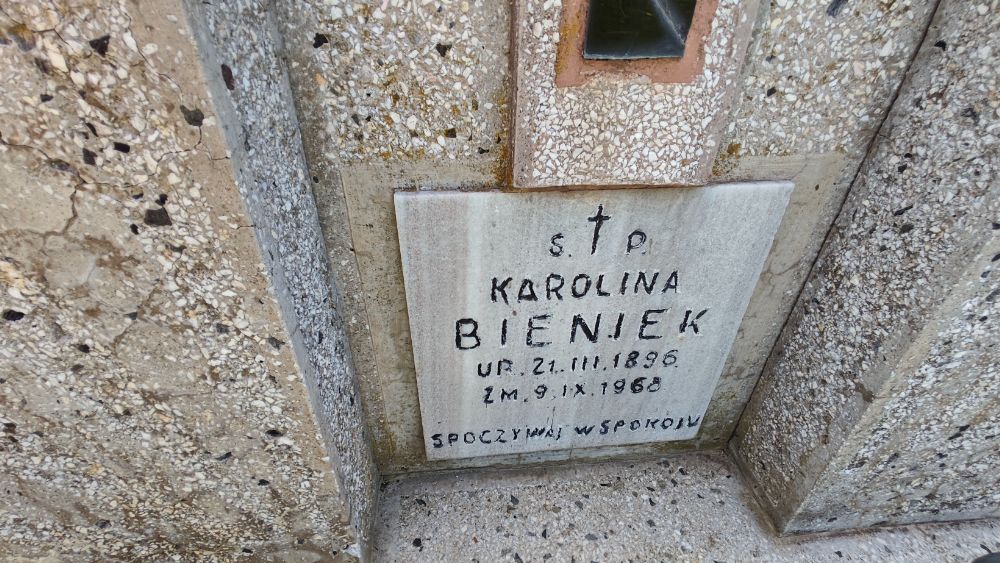 S. P.
KAROLINA
BIENIEK
UR. 21. III. 1896
ZM. 9. IX. 1968
SPOCZYWAJ W SPOKOJU